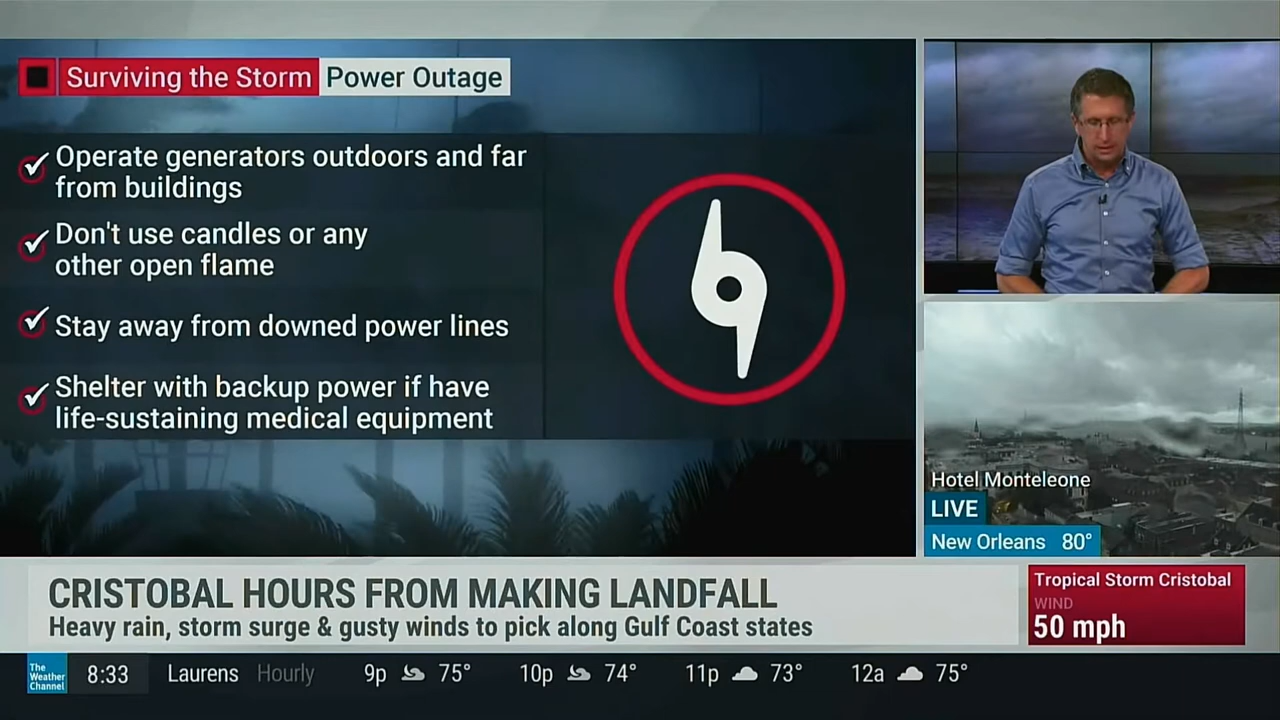 Surviving the Storm Power Outage
Operate generators outdoors and far
from buildings
Don't use candles or any
other open flame
Stay away from downed power lines
Shelter with backup power if have
life-sustaining medical equipment
Hotel Monteleone
LIVE
New Orleans 80°
CRISTOBAL HOURS FROM MAKING LANDFALL
Heavy rain, storm surge & gusty winds to pick along Gulf Coast states
Tropical Storm Cristobal
WIND
50 mph
The
Weather
Channel
8:33 Laurens Hourly 9p 75° 10p 74° 11p 73° 12a 75°